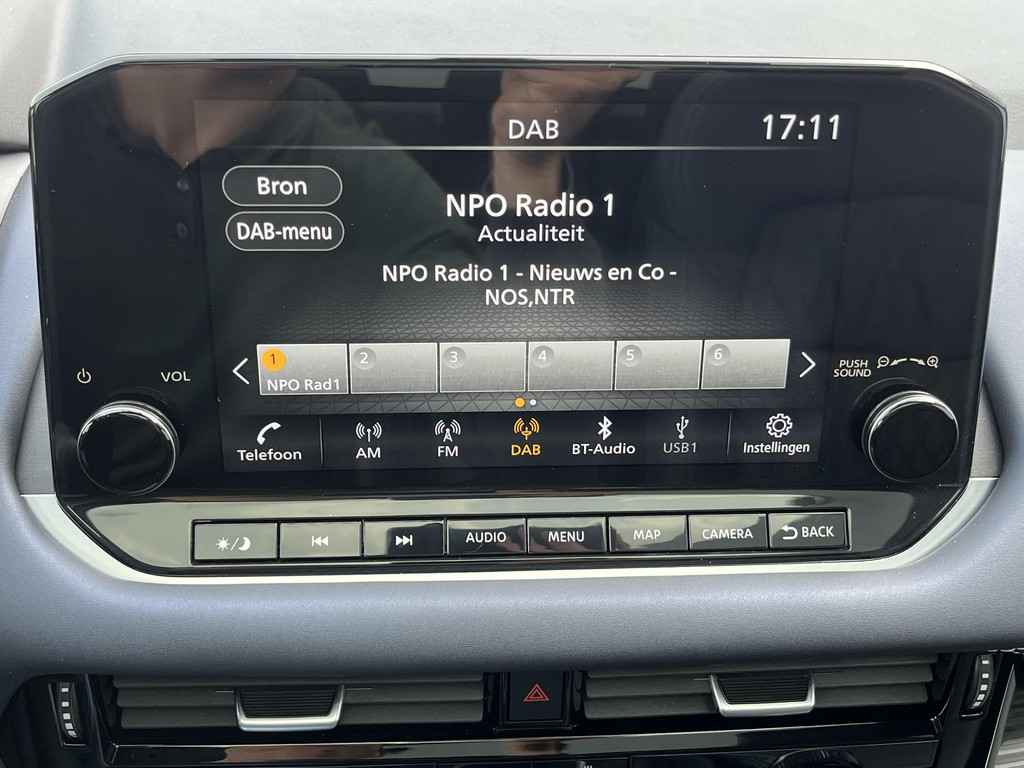 DAB
17:11
Bron
DAB-menu
NPO Radio 1
Actualiteit
NPO Radio 1 - Nieuws en Co -
NOS,NTR
1 2 3 4 5 6
NPO Rad1
VOL
PUSH
SOUND
Telefoon AM FM DAB BT-Audio USB1 Instellingen
AUDIO MENU MAP CAMERA BACK